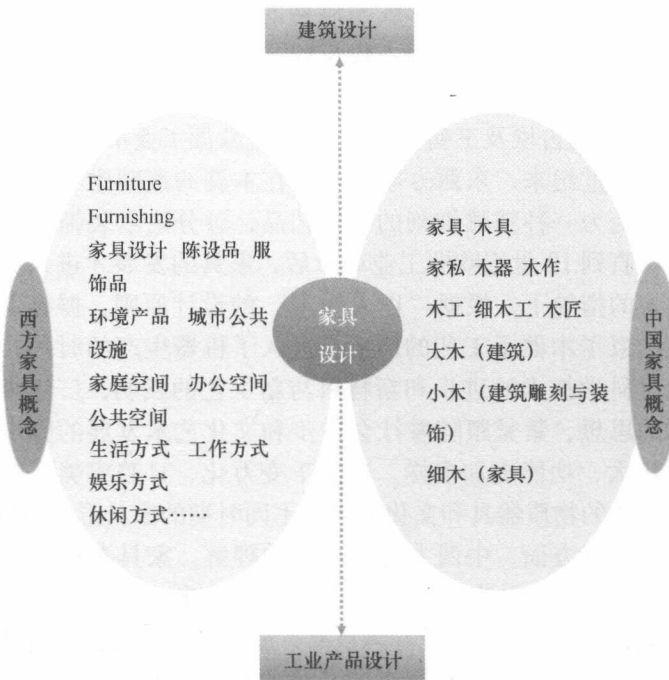 建筑设计
西方家具概念
Furniture
Furnishing
家具设计 陈设品 服
饰品
环境产品 城市公共
设施
家庭空间 办公空间
公共空间
生活方式 工作方式
娱乐方式
休闲方式……
家具
设计
家具 木具
家私 木器 木作
木工 细木工 木匠
大木（建筑）
小木（建筑雕刻与装
饰）
细木（家具）
中国家具概念
工业产品设计